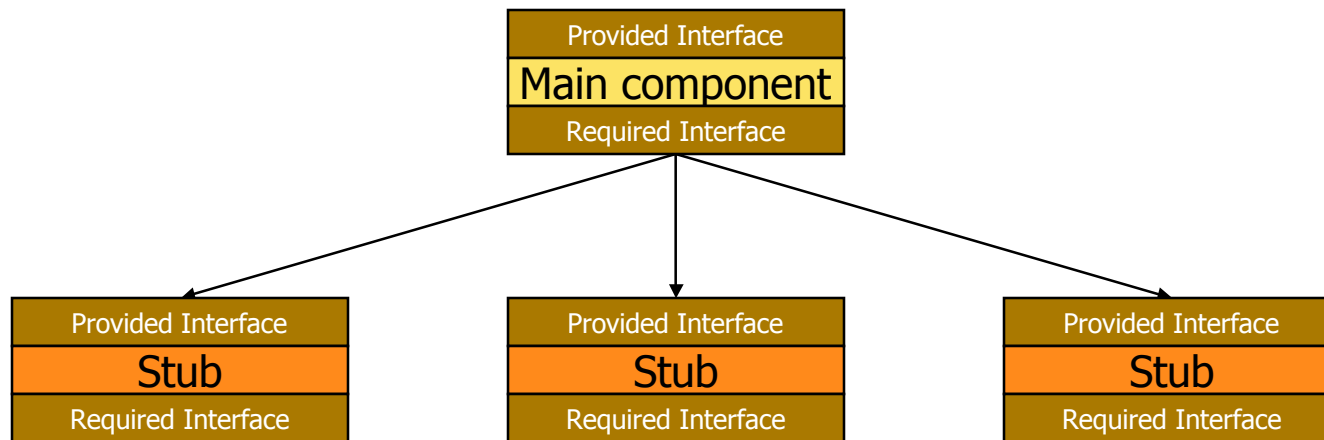 Provided Interface
Main component
Required Interface
Provided Interface
Stub
Required Interface
Provided Interface
Stub
Required Interface
Provided Interface
Stub
Required Interface